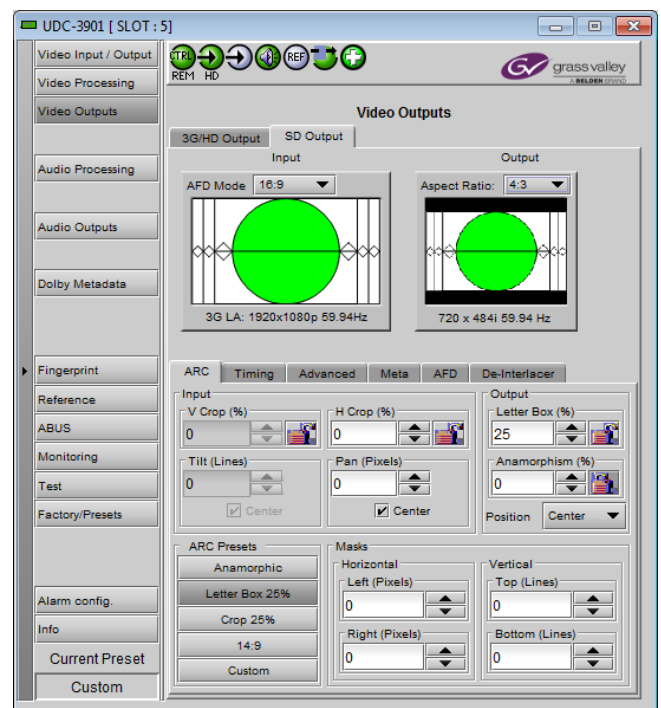 UDC-3901 [ SLOT : 5]
Video Input / Output
Video Processing
Video Outputs
Audio Processing
Audio Outputs
Dolby Metadata
Fingerprint
Reference
ABUS
Monitoring
Test
Factory/Presets
Alarm config.
Info
Current Preset
Custom
CTRL
REF
REM HD
grass valley
A BELDEN BRAND
Video Outputs
3G/HD Output SD Output
Input Output
AFD Mode 16:9 Aspect Ratio: 4:3
3G LA: 1920x1080p 59.94Hz 720 x 484i 59.94 Hz
ARC Timing Advanced Meta AFD De-Interlacer
Input Output
V Crop (%) H Crop (%) Letter Box (%)
0 0 25
Tilt (Lines) Pan (Pixels) Anamorphism (%)
0 0 0
Center Center Position Center
ARC Presets
Anamorphic
Letter Box 25%
Crop 25%
14:9
Custom
Masks
Horizontal Vertical
Left (Pixels) Top (Lines)
0 0
Right (Pixels) Bottom (Lines)
0 0